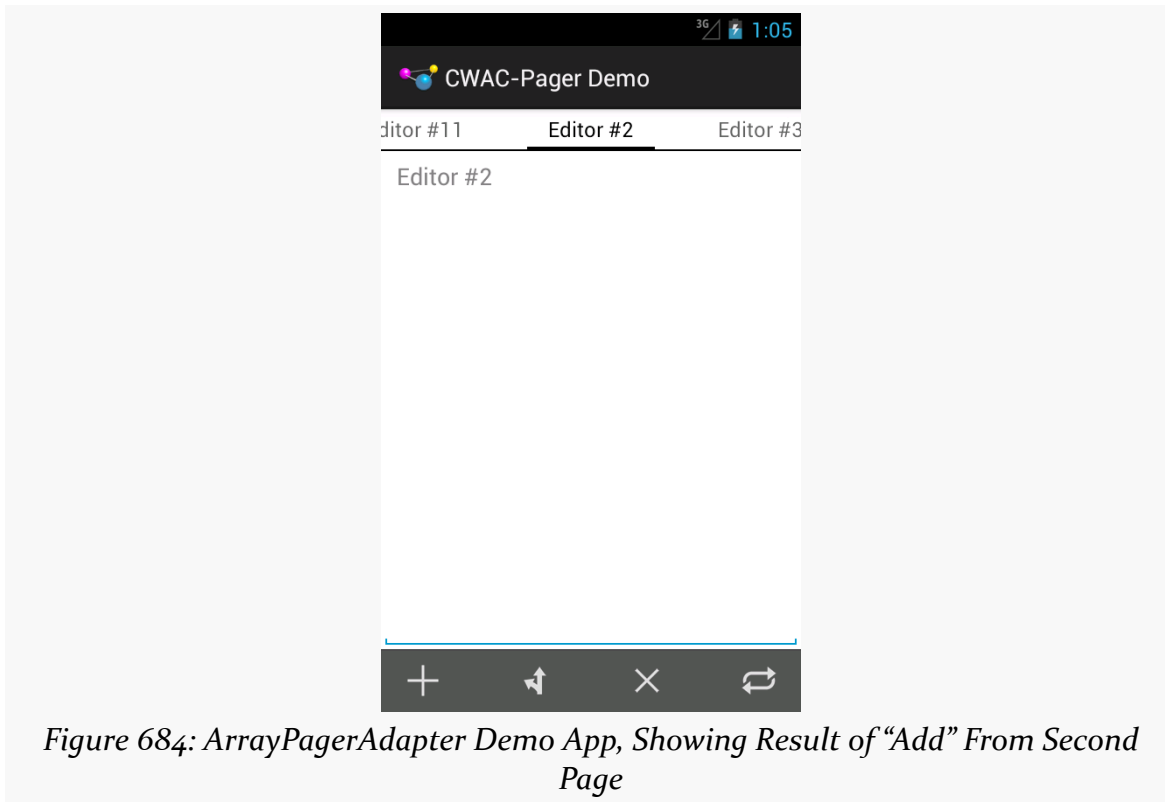 3G 1:05
CWAC-Pager Demo
ditor #11 Editor #2 Editor #3
Editor #2
Figure 684: ArrayPagerAdapter Demo App, Showing Result of “Add” From Second
Page